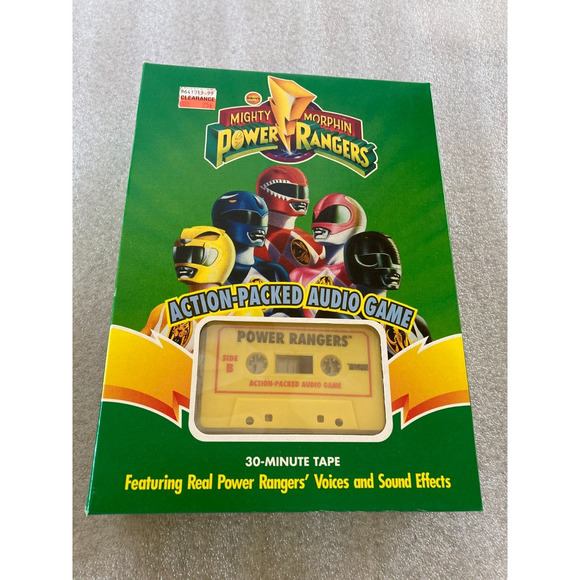 CLEARANCE
MIGHTY MORPHIN
POWER RANGERS
ACTION-PACKED AUDIO GAME
POWER RANGERS™
SIDE
B
ACTION-PACKED AUDIO GAME
30-MINUTE TAPE
Featuring Real Power Rangers' Voices and Sound Effects